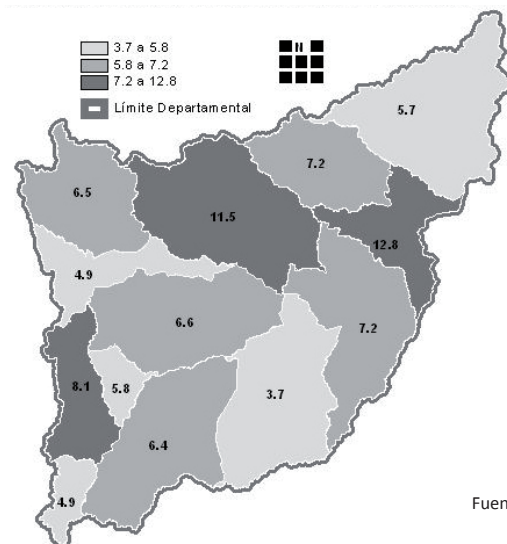 3.7 a 5.8
5.8 a 7.2
7.2 a 12.8
Límite Departamental
N
5.7
7.2
6.5
11.5
12.8
4.9
6.6
7.2
8.1
5.8
3.7
6.4
4.9
Fuen